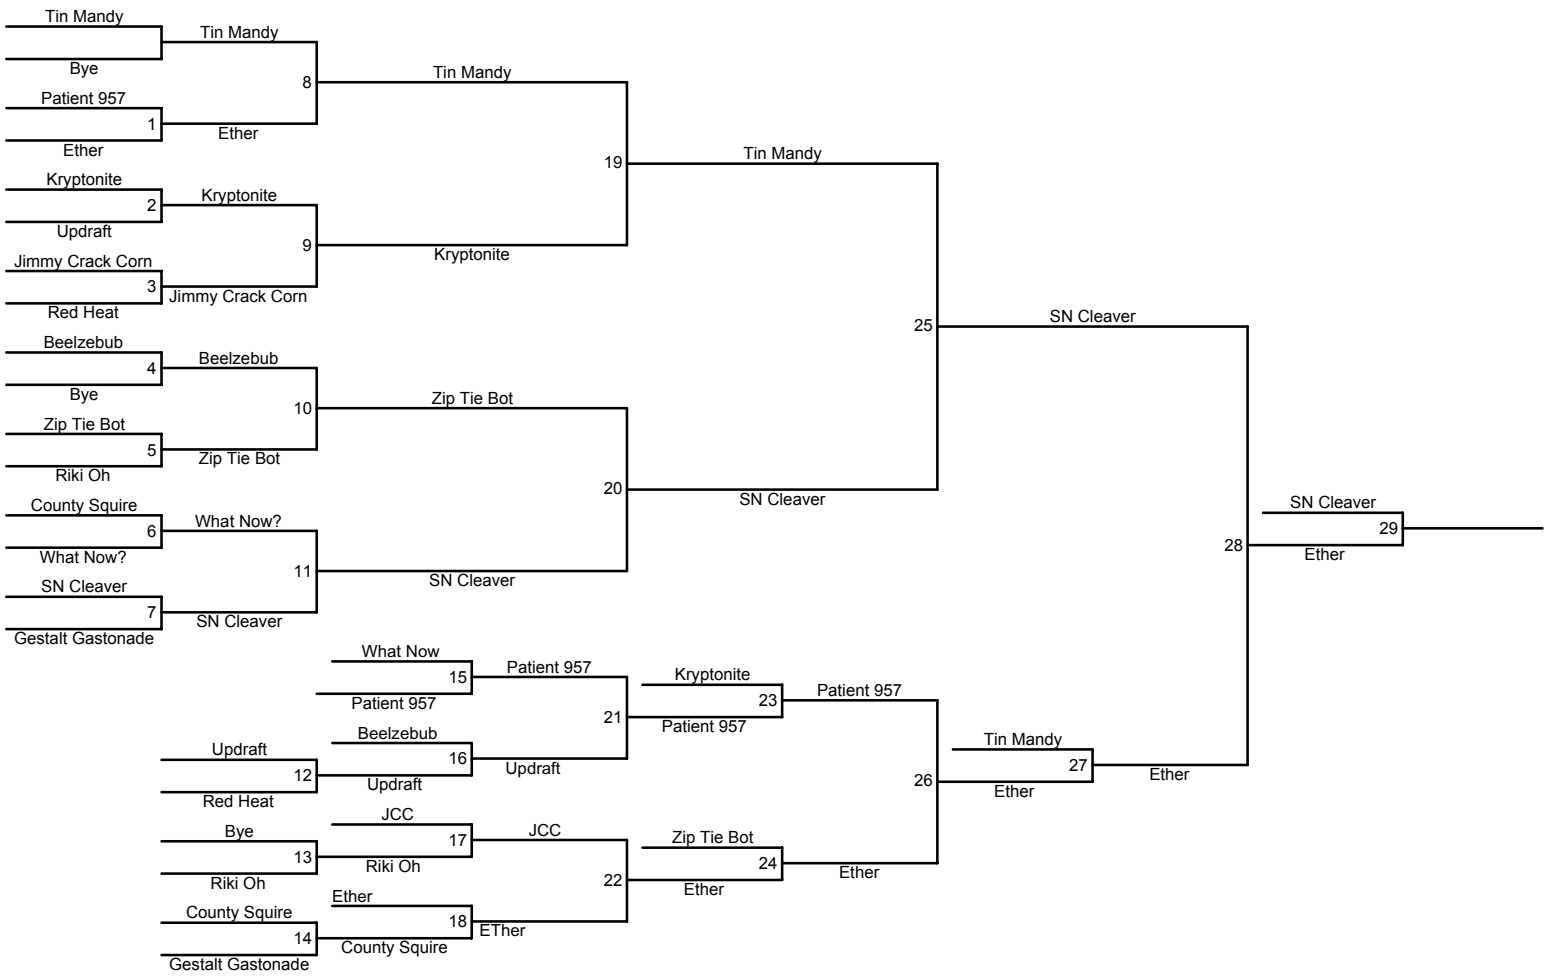 Tin Mandy
Tin Mandy
Bye
8
Tin Mandy
Patient 957
1
Ether
Ether
19
Tin Mandy
Kryptonite
2
Kryptonite
Updraft
9
Kryptonite
Jimmy Crack Corn
3
Jimmy Crack Corn
Red Heat
25
SN Cleaver
Beelzebub
4
Beelzebub
Bye
10
Zip Tie Bot
Zip Tie Bot
5
Zip Tie Bot
Riki Oh
20
SN Cleaver
County Squire
6
What Now?
What Now?
11
SN Cleaver
SN Cleaver
7
SN Cleaver
Gestalt Gastonade
28
SN Cleaver
29
Ether
What Now
15
Patient 957
Patient 957
21
Kryptonite
23
Patient 957
Patient 957
Beelzebub
16
Updraft
Updraft
Updraft
12
Red Heat
26
Tin Mandy
27
Ether
Ether
JCC
17
JCC
Riki Oh
Bye
13
Riki Oh
22
Zip Tie Bot
24
Ether
Ether
Ether
18
ETher
County Squire
County Squire
14
Gestalt Gastonade